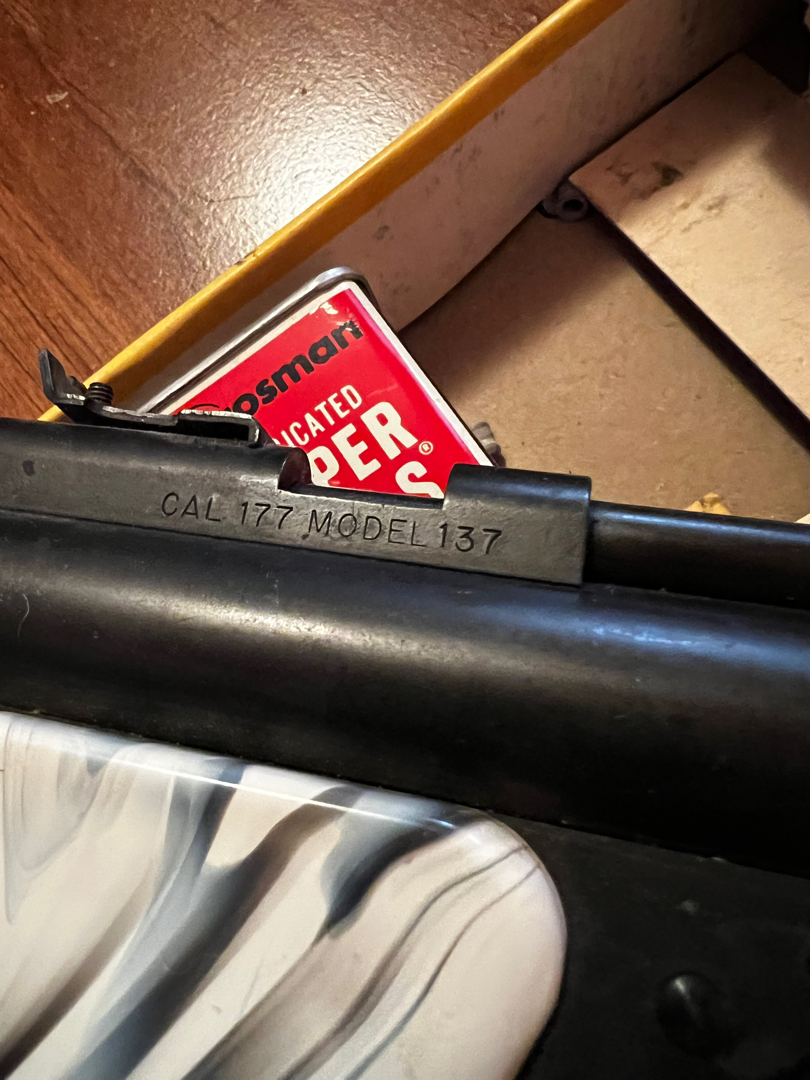 osman
ICATED
PER®
S
CAL 177 MODEL 137